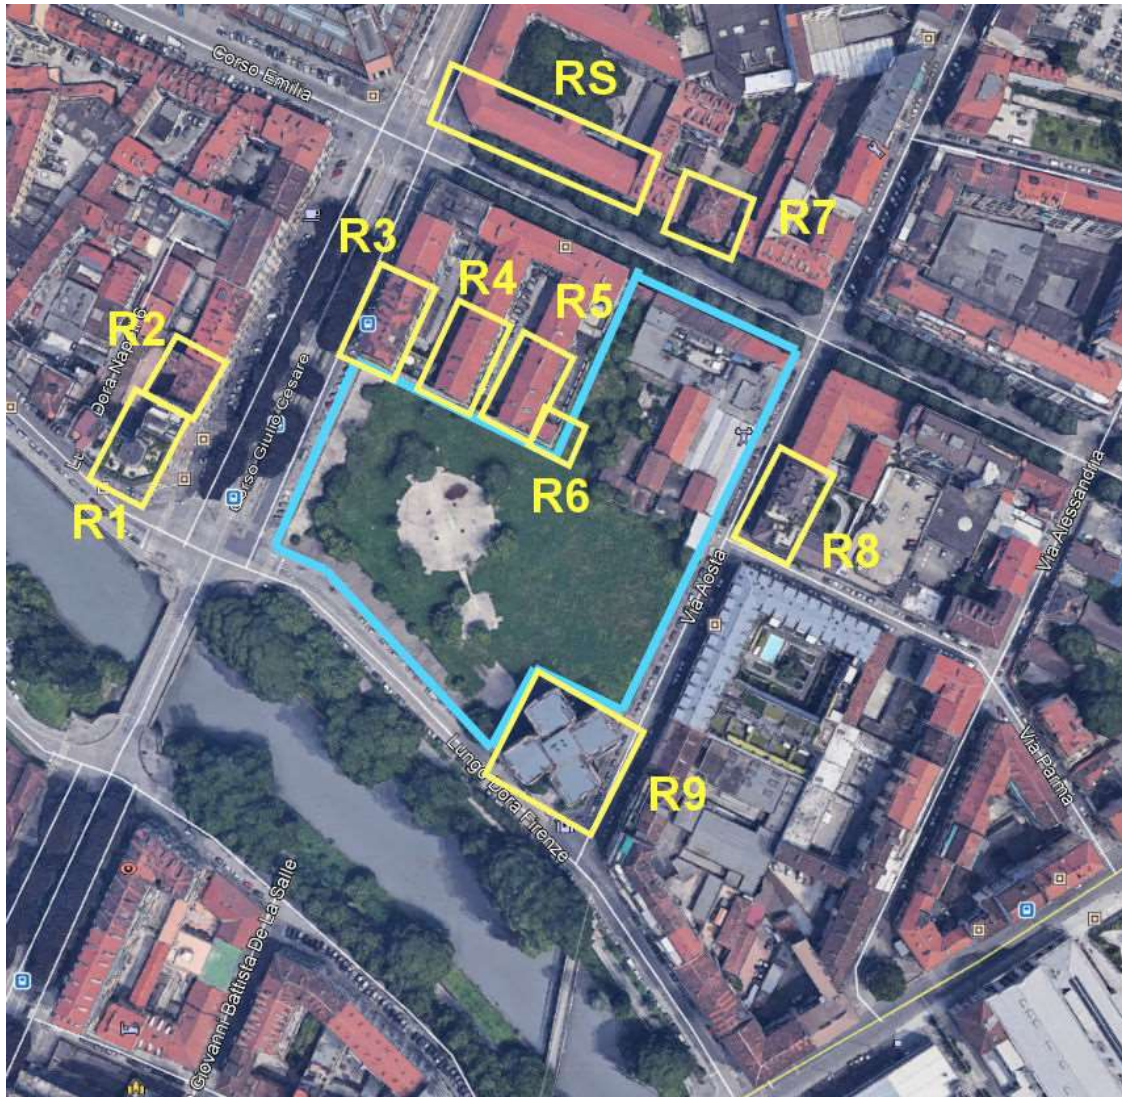 Corso Emilia
RS
R7
R3
R4
R5
R2
R1
R6
R8
R9
Corso Giulio Cesare
Via Aosta
Via Alessandria
Via Parma
Lungo Dora Firenze
Giovanni Battista De La Salle